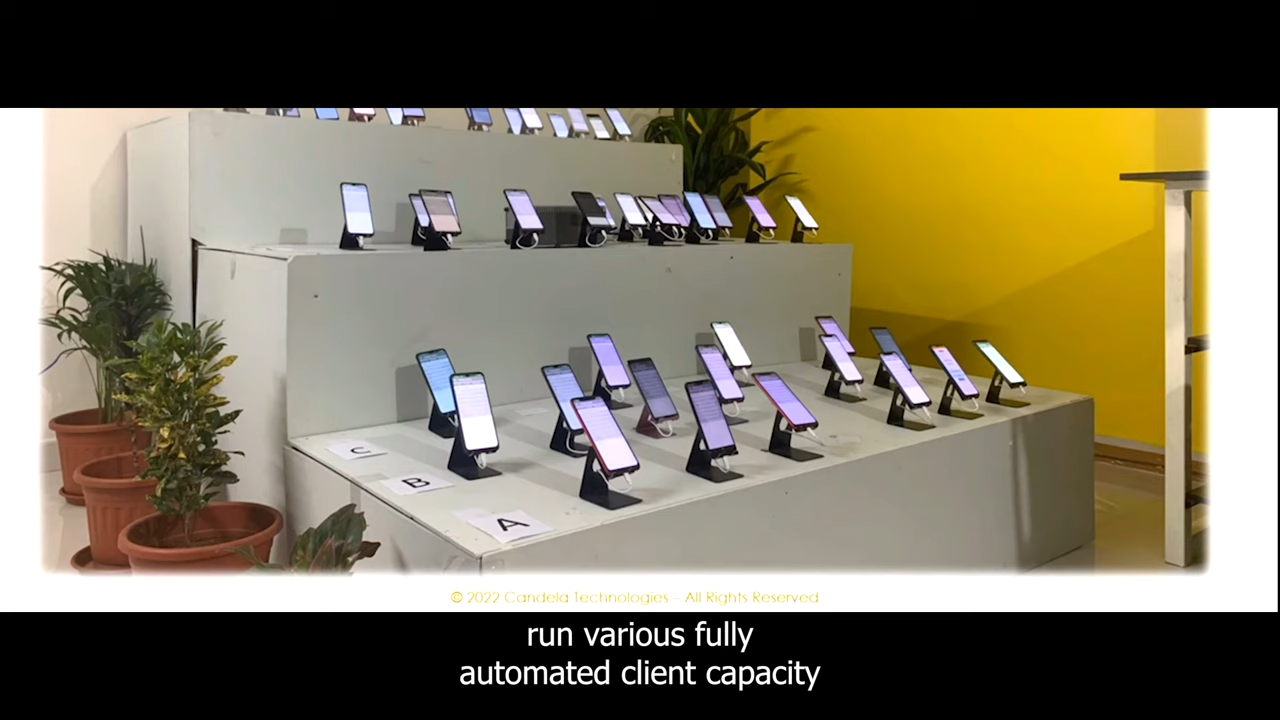 C
B
A
© 2022 Candela Technologies - All Rights Reserved
run various fully
automated client capacity